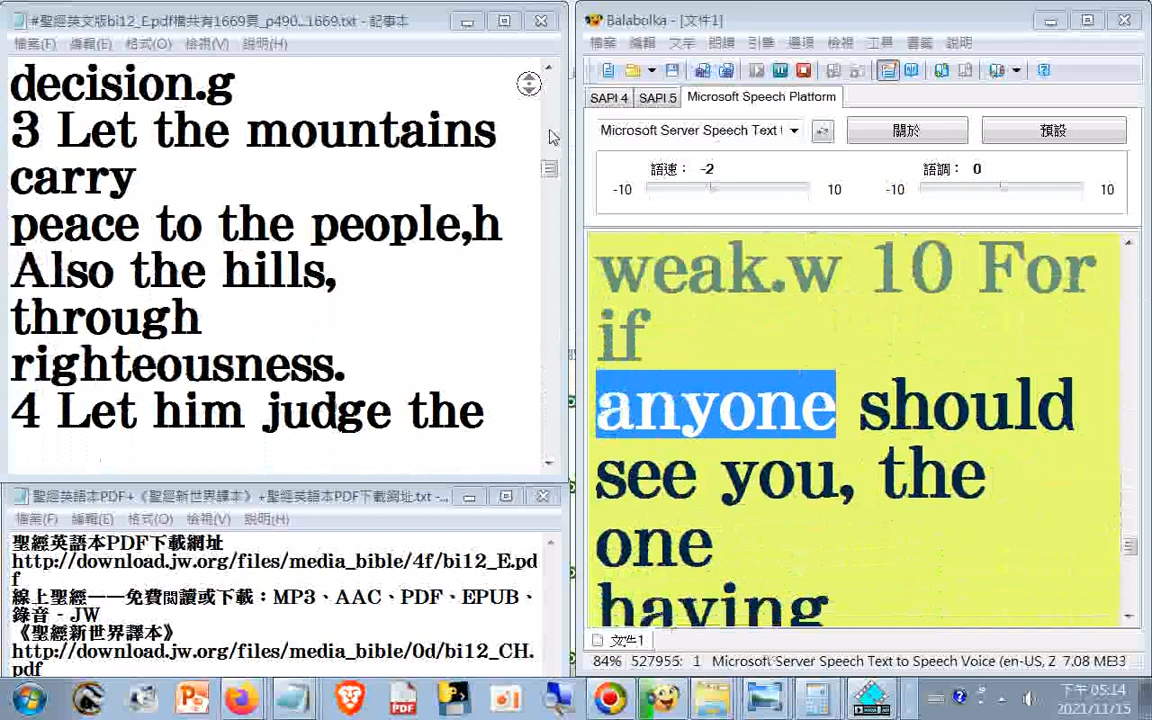 #聖經英文版bi12_E.pdf檔共有1669頁_p490...1669.txt - 記事本
檔案(F) 編輯(E) 格式(O) 檢視(V) 說明(H)
decision.g
3 Let the mountains
carry
peace to the people,h
Also the hills,
through
righteousness.
4 Let him judge the
聖經英語本PDF+《聖經新世界譯本》+聖經英語本PDF下載網址.txt - ...
檔案(F) 編輯(E) 格式(O) 檢視(V) 說明(H)
聖經英語本PDF下載網址
http://download.jw.org/files/media_bible/4f/bi12_E.pd
f
線上聖經——免費閱讀或下載：MP3、AAC、PDF、EPUB、
錄音 - JW
《聖經新世界譯本》
http://download.jw.org/files/media_bible/0d/bi12_CH.
pdf
Balabolka - [文件1]
檔案 編輯 文字 朗讀 引擎 選項 檢視 工具 書籤 說明
SAPI 4 SAPI 5 Microsoft Speech Platform
Microsoft Server Speech Text 關於 預設
語速： -2 語調： 0
-10 10 -10 10
weak.w 10 For
if
anyone should
see you, the
one
having
文件1
84% 527955: 1 Microsoft Server Speech Text to Speech Voice (en-US, Z 7.08 ME33
下午 05:14
2021/11/15